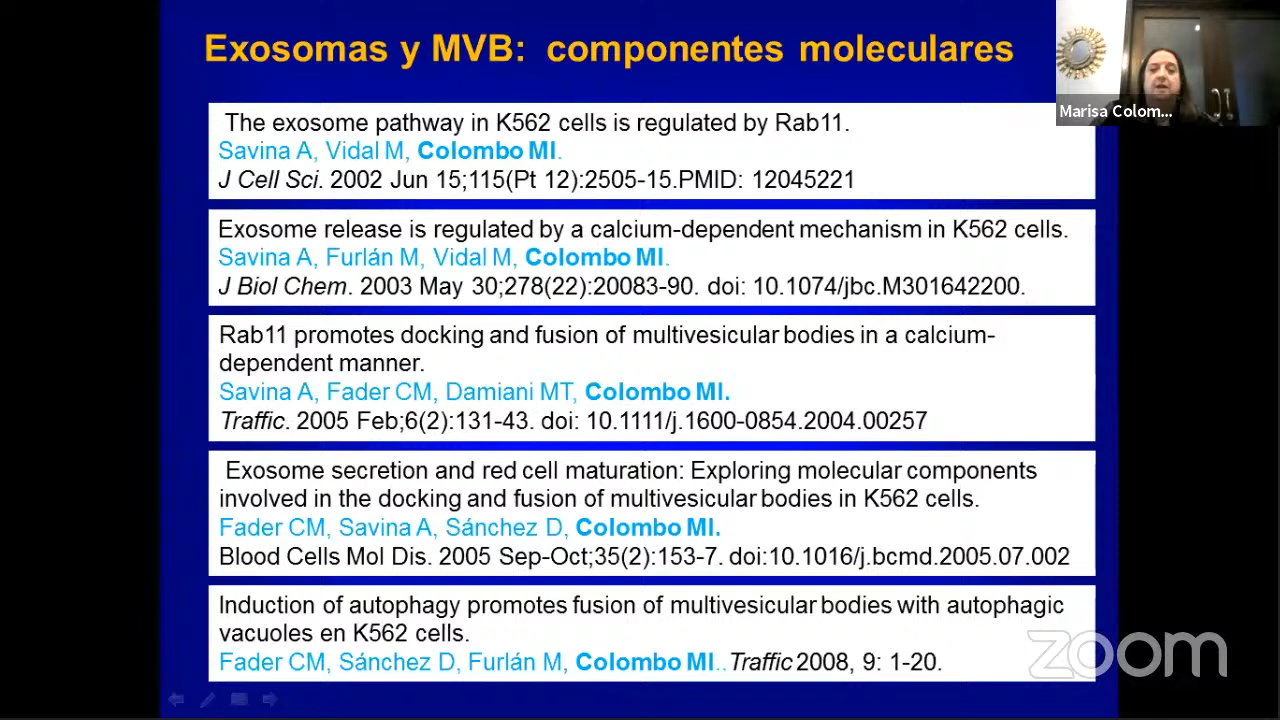 Exosomas y MVB: componentes moleculares
Marisa Colom...
The exosome pathway in K562 cells is regulated by Rab11.
Savina A, Vidal M, Colombo MI.
J Cell Sci. 2002 Jun 15;115(Pt 12):2505-15.PMID: 12045221
Exosome release is regulated by a calcium-dependent mechanism in K562 cells.
Savina A, Furlán M, Vidal M, Colombo MI.
J Biol Chem. 2003 May 30;278(22):20083-90. doi: 10.1074/jbc.M301642200.
Rab11 promotes docking and fusion of multivesicular bodies in a calcium-
dependent manner.
Savina A, Fader CM, Damiani MT, Colombo MI.
Traffic. 2005 Feb;6(2):131-43. doi: 10.1111/j.1600-0854.2004.00257
Exosome secretion and red cell maturation: Exploring molecular components
involved in the docking and fusion of multivesicular bodies in K562 cells.
Fader CM, Savina A, Sánchez D, Colombo MI.
Blood Cells Mol Dis. 2005 Sep-Oct;35(2):153-7. doi:10.1016/j.bcmd.2005.07.002
Induction of autophagy promotes fusion of multivesicular bodies with autophagic
vacuoles en K562 cells.
Fader CM, Sánchez D, Furlán M, Colombo MI.. Traffic 2008, 9: 1-20.
zoom